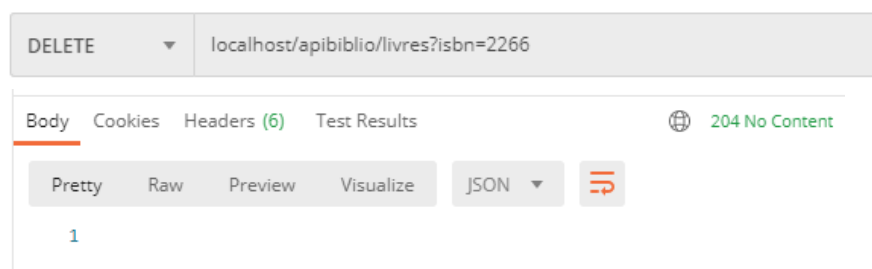 DELETE localhost/apibiblio/livres?isbn=2266
Body Cookies Headers (6) Test Results 204 No Content
Pretty Raw Preview Visualize JSON
1